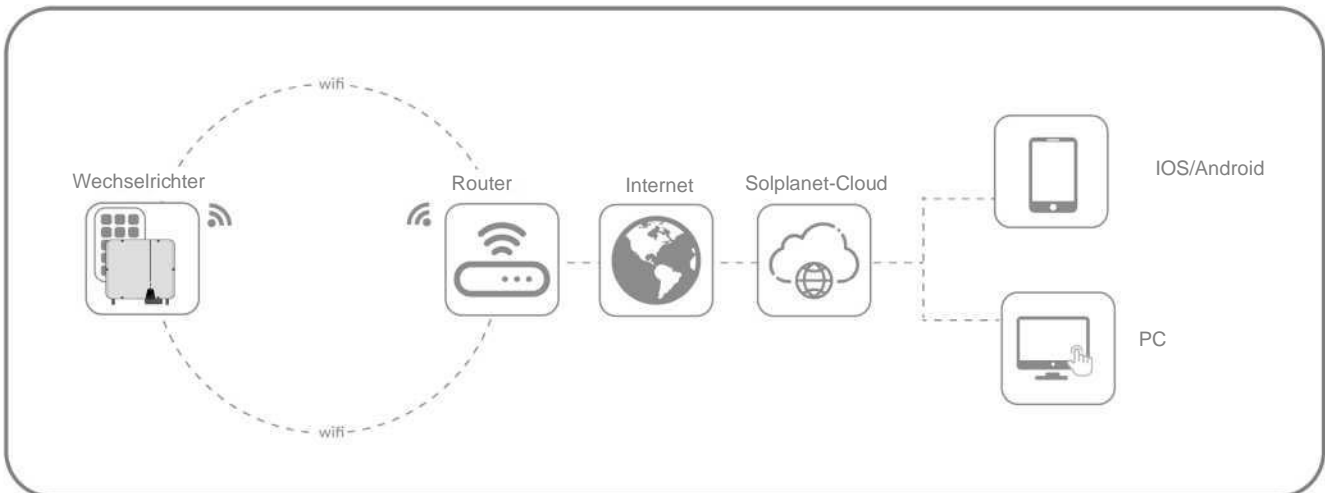 wifi
Wechselrichter
Router
Internet
Solplanet-Cloud
IOS/Android
PC
wifi